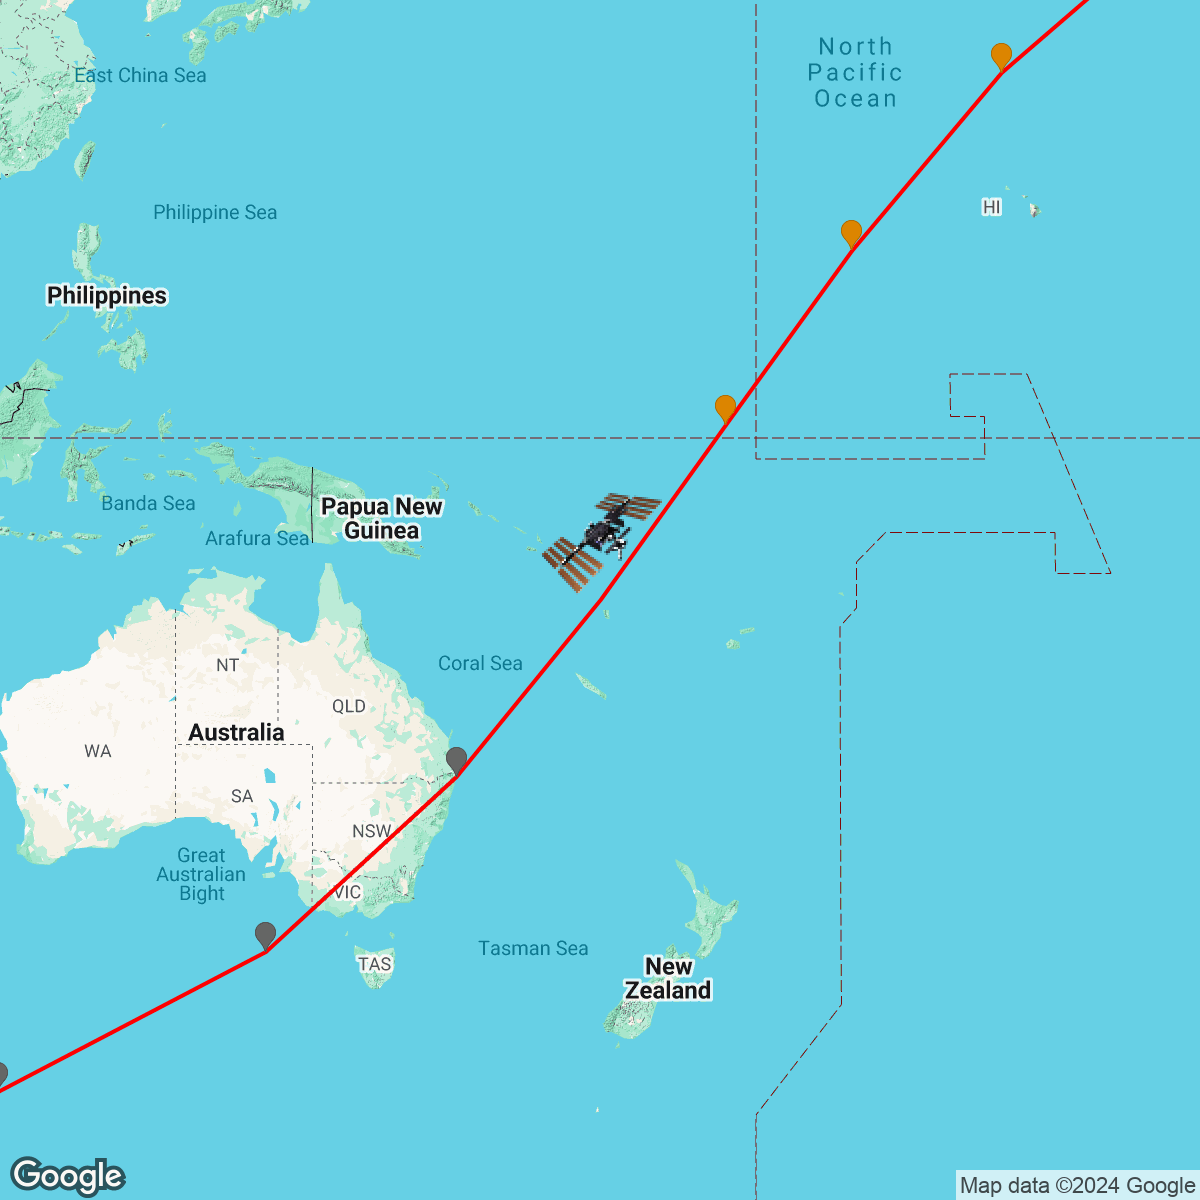 North
Pacific
Ocean
East China Sea
HI
Philippine Sea
Philippines
Banda Sea
Papua New
Guinea
Arafura Sea
Coral Sea
NT
QLD
Australia
WA
SA
NSW
Great
Australian
Bight
VIC
Tasman Sea
TAS
New
Zealand
Google
Map data ©2024 Google